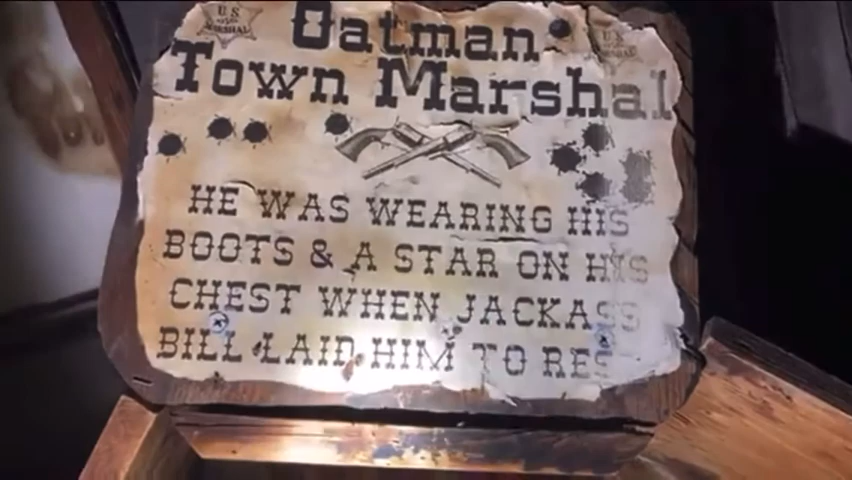 U S
MARSHAL
Oatman
Town Marshal
HE WAS WEARING HIS
BOOTS & A STAR ON HIS
CHEST WHEN JACKASS
BILL LAID HIM TO RES